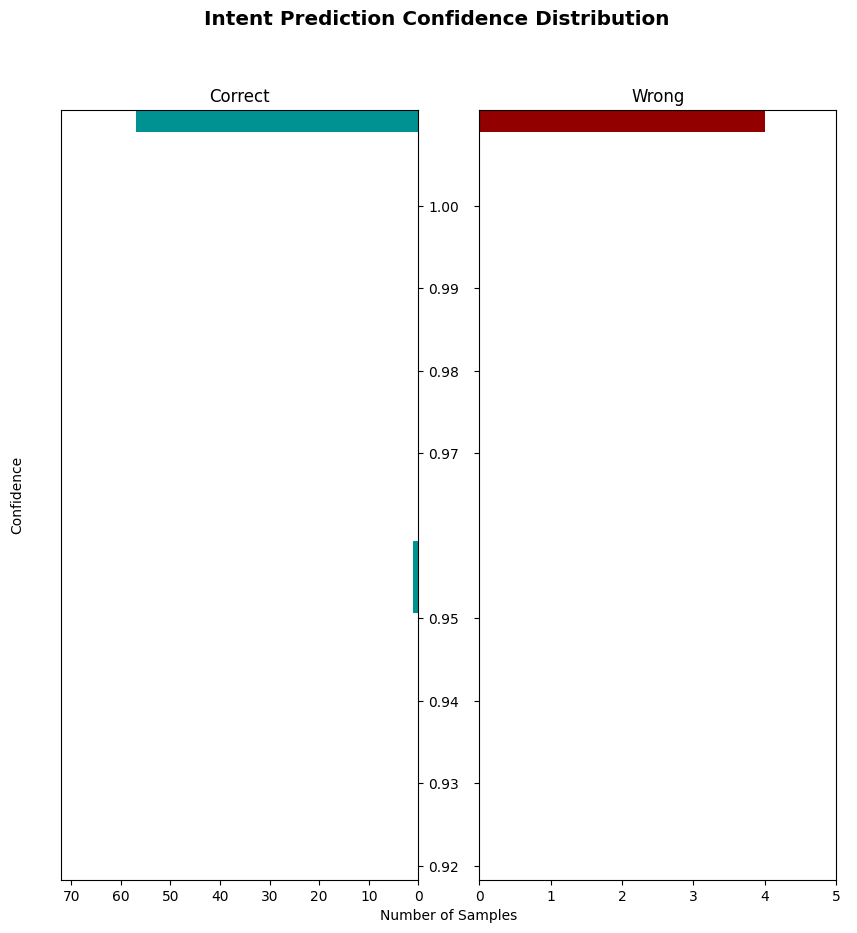 Intent Prediction Confidence Distribution
Correct
Wrong
1.00
0.99
0.98
0.97
0.95
0.94
0.93
0.92
Confidence
70 60 50 40 30 20 10 0
0 1 2 3 4 5
Number of Samples